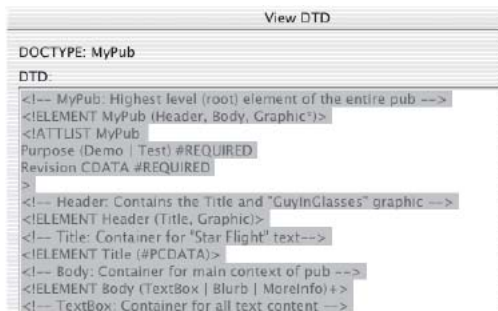 View DTD
DOCTYPE: MyPub
DTD:
<!-- MyPub: Highest level (root) element of the entire pub -->
<!ELEMENT MyPub (Header, Body, Graphic*)>
<!ATTLIST MyPub
Purpose (Demo | Test) #REQUIRED
Revision CDATA #REQUIRED
>
<!-- Header: Contains the Title and "GuyInGlasses" graphic -->
<!ELEMENT Header (Title, Graphic)>
<!-- Title: Container for "Star Flight" text-->
<!ELEMENT Title (#PCDATA)>
<!-- Body: Container for main context of pub -->
<!ELEMENT Body (TextBox | Blurb | MoreInfo)+>
<!-- TextBox: Container for all text content -->